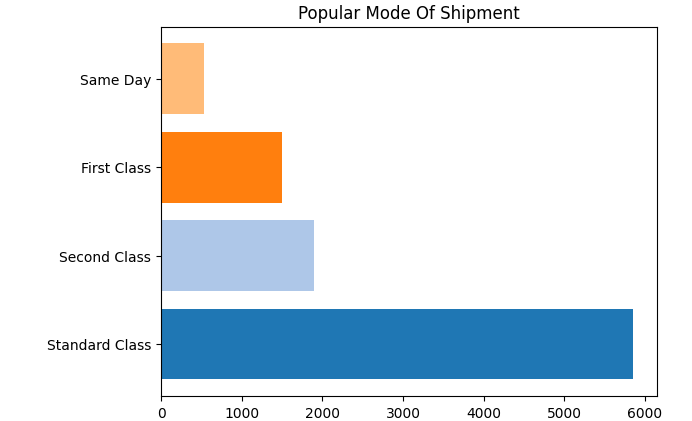 Popular Mode Of Shipment
Same Day
First Class
Second Class
Standard Class
0 1000 2000 3000 4000 5000 6000